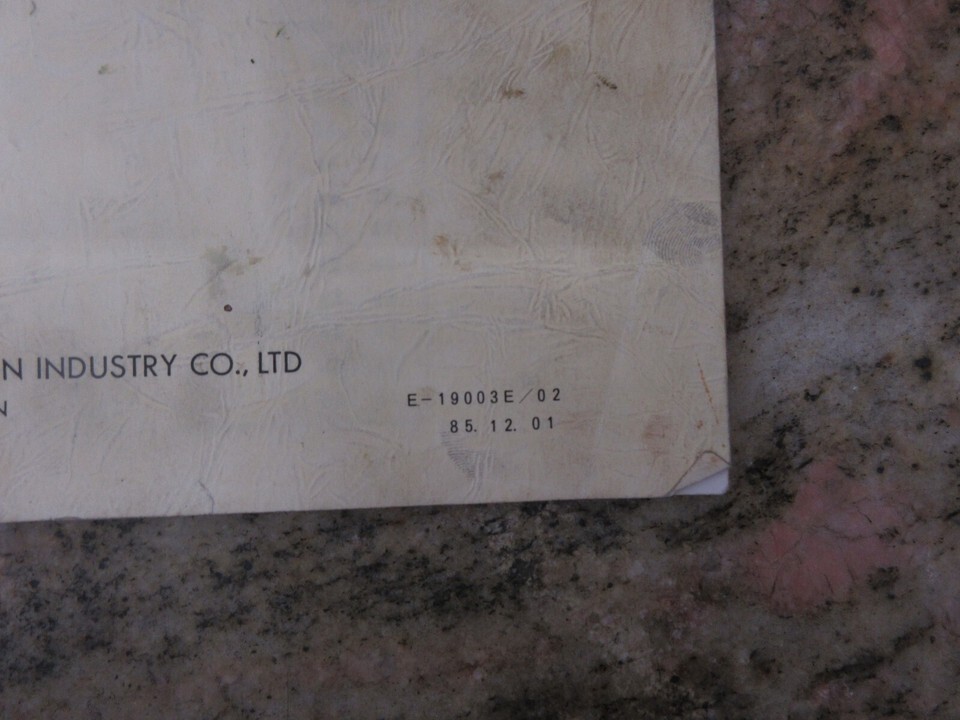 N INDUSTRY CO., LTD
N
E-19003E/02
85. 12. 01